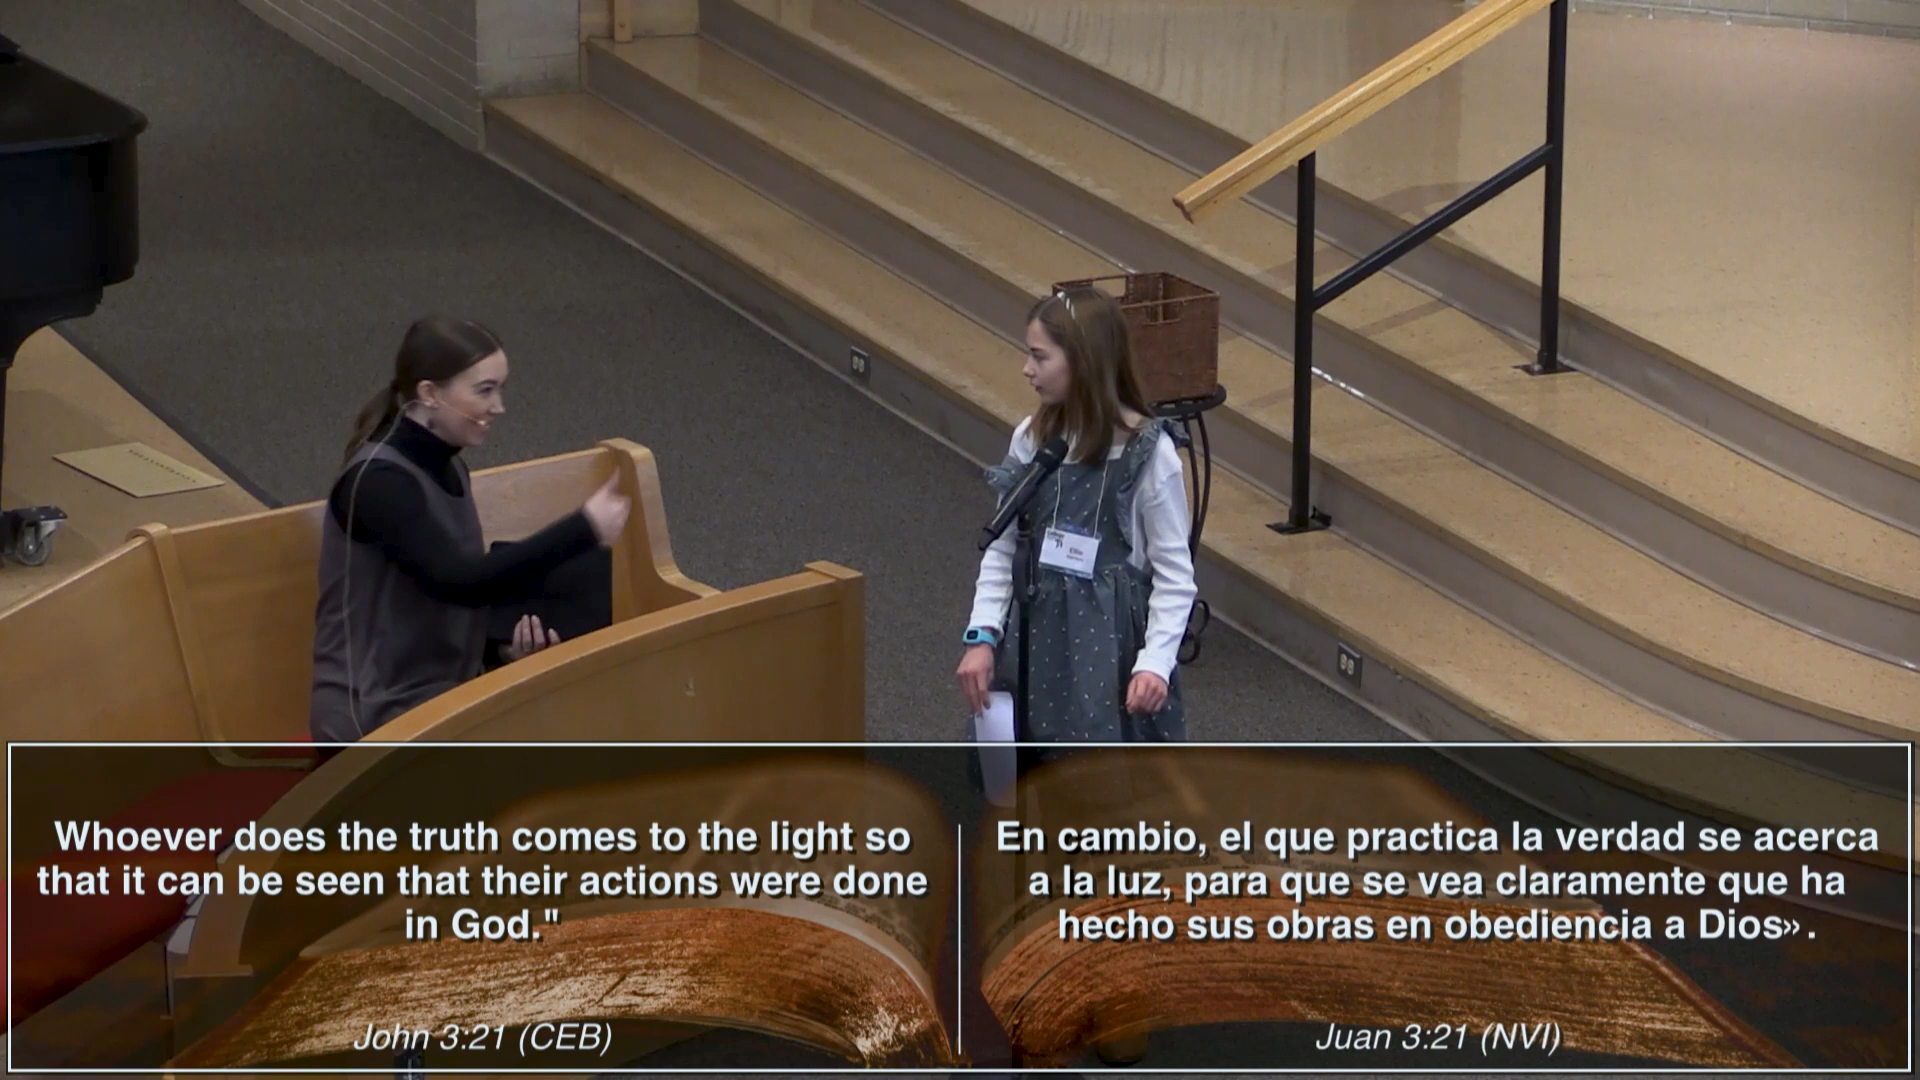 Ellie
Whoever does the truth comes to the light so
that it can be seen that their actions were done
in God."
John 3:21 (CEB)
En cambio, el que practica la verdad se acerca
a la luz, para que se vea claramente que ha
hecho sus obras en obediencia a Dios».
Juan 3:21 (NVI)